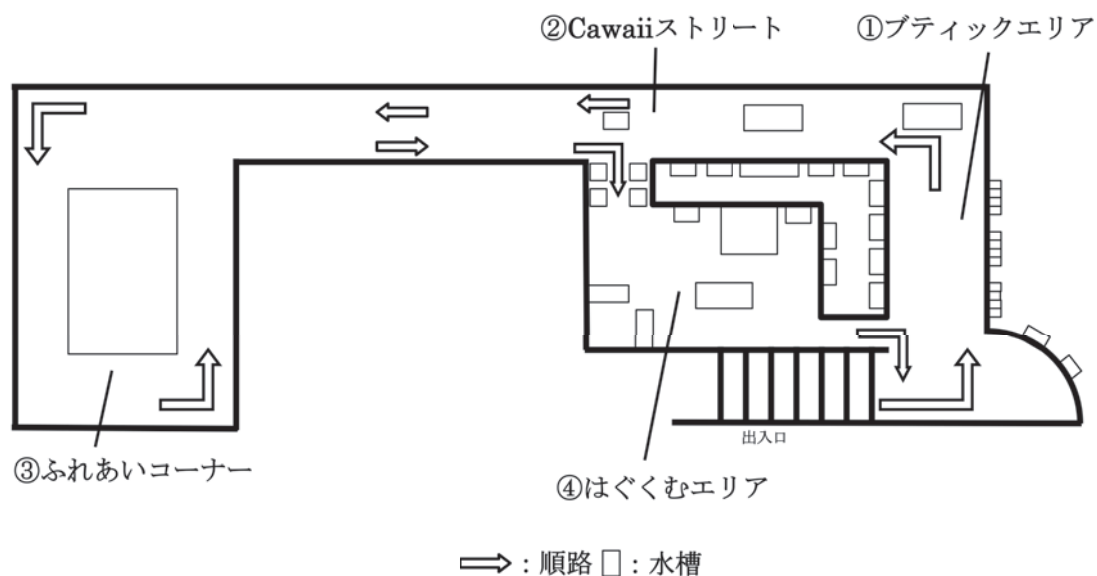 ②Cawaiiストリート
①ブティックエリア
出入口
③ふれあいコーナー
④はぐくむエリア
：順路
：水槽